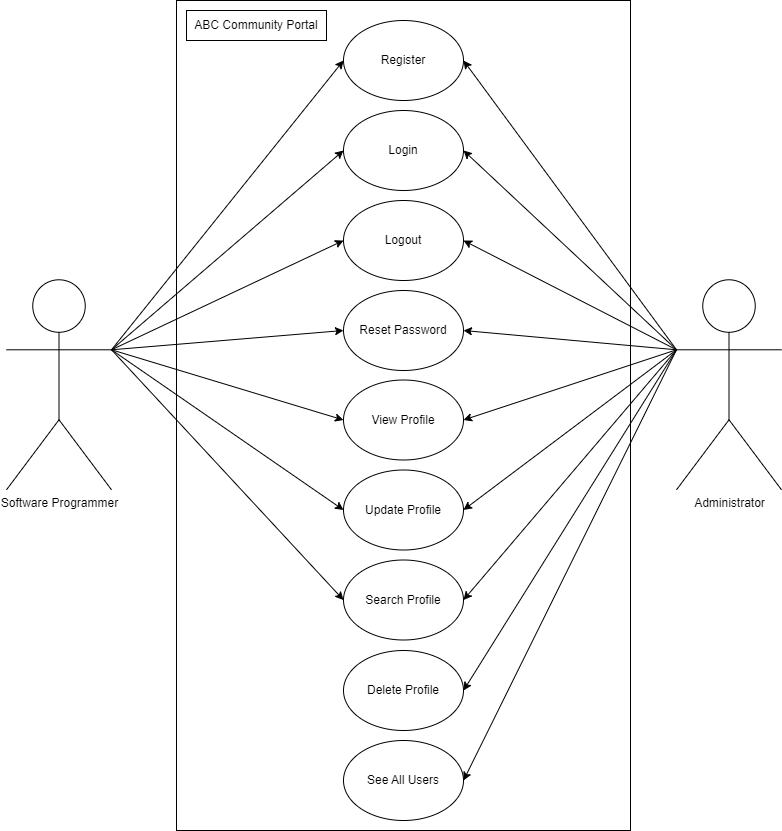 ABC Community Portal
Register
Login
Logout
Reset Password
View Profile
Update Profile
Search Profile
Delete Profile
See All Users
Software Programmer
Administrator